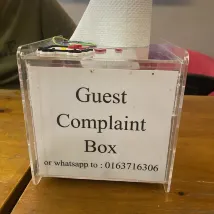 Guest
Complaint
Box
or whatsapp to : 0163716306